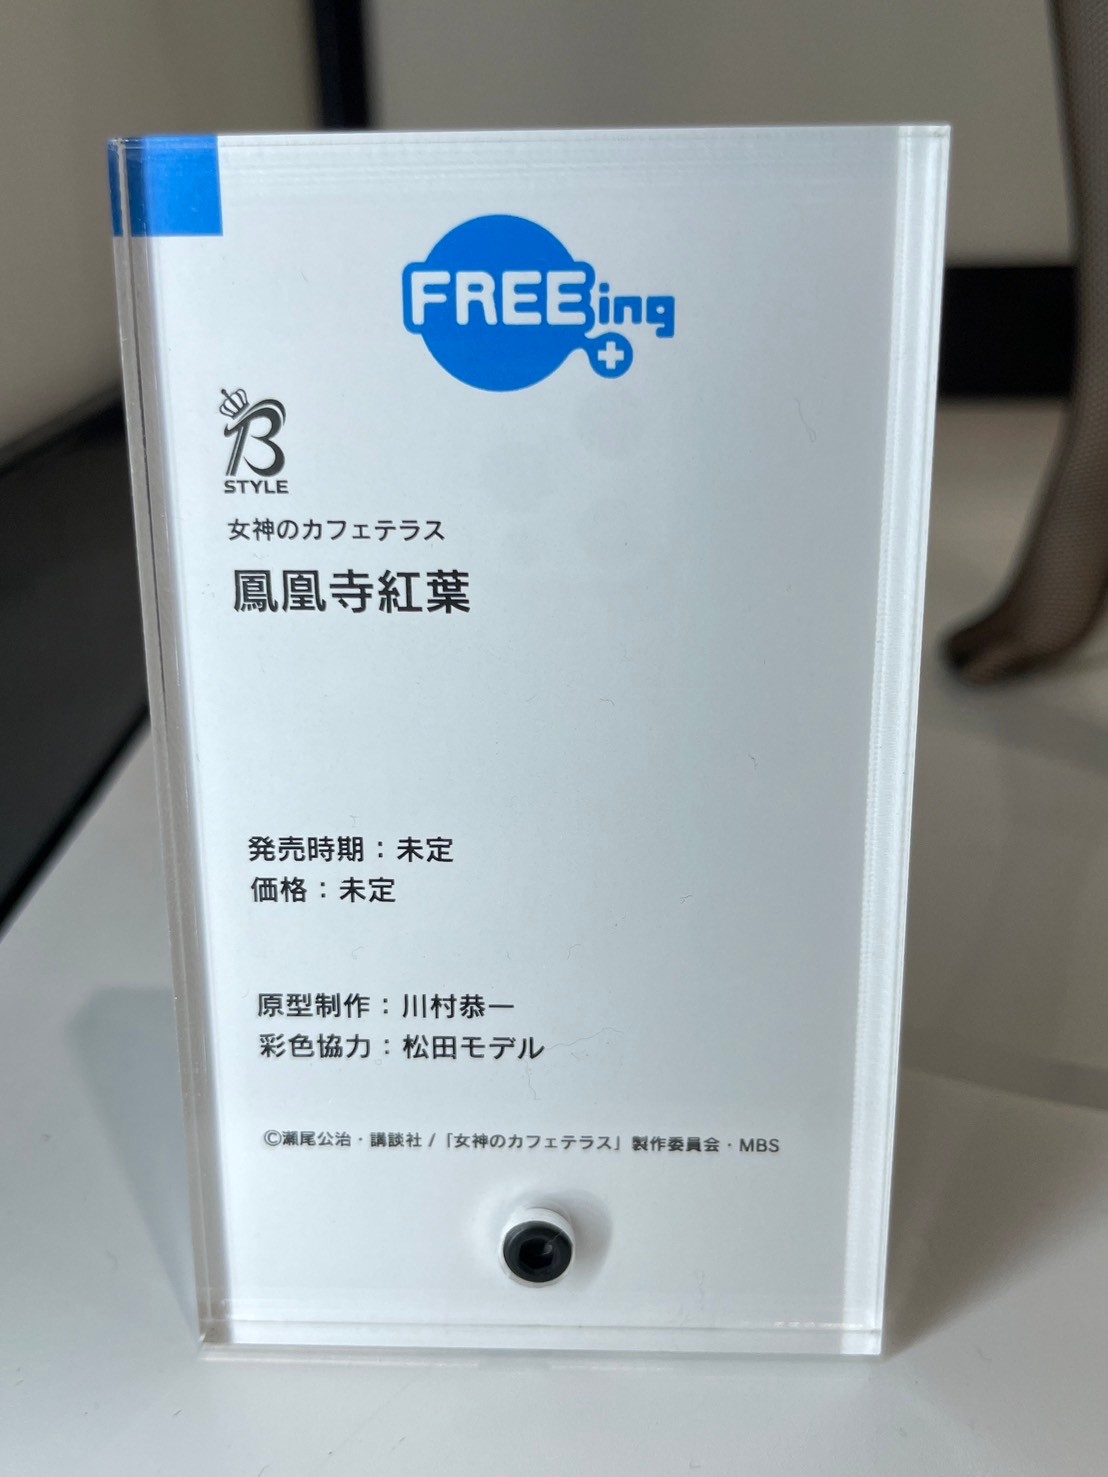 FREEing
B
STYLE
女神のカフェテラス
鳳凰寺紅葉
発売時期：未定
価格：未定
原型制作：川村恭一
彩色協力：松田モデル
©瀬尾公治・講談社 /「女神のカフェテラス」製作委員会・MBS